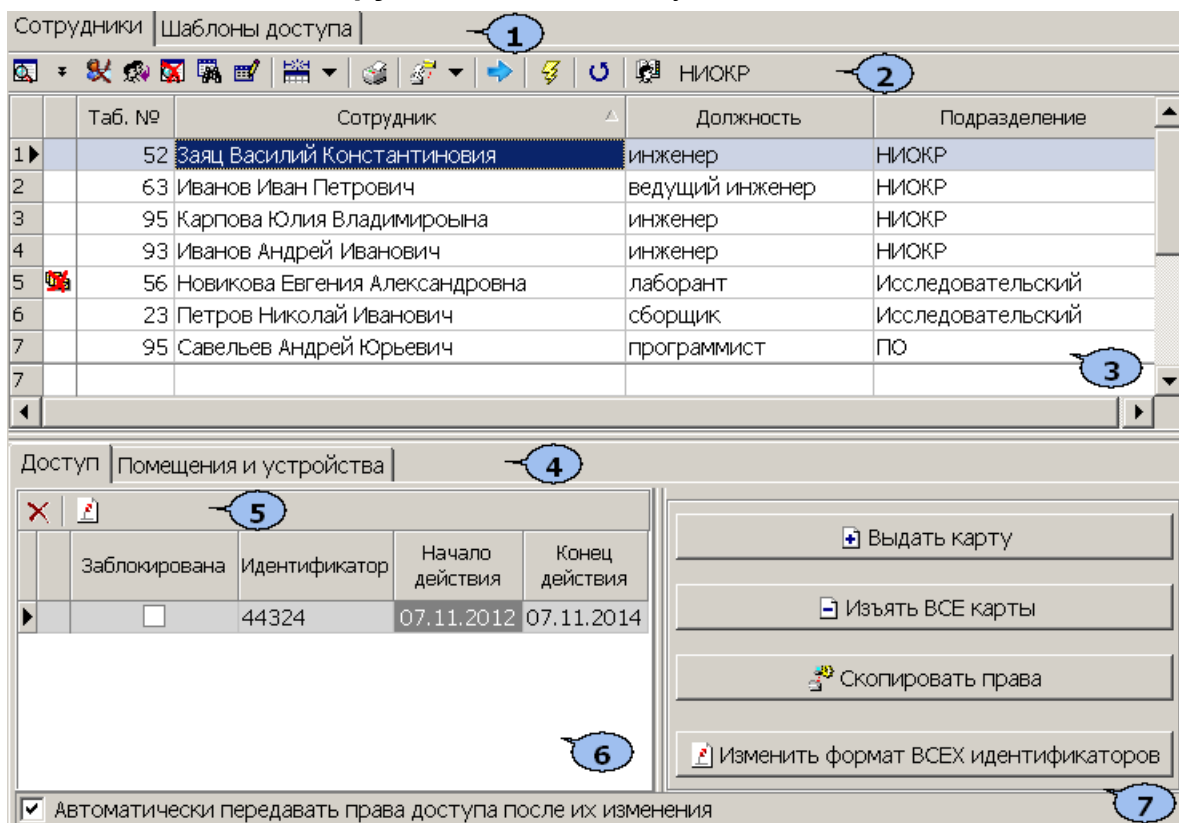 Сотрудники Шаблоны доступа 1
НИОКР 2
Таб. № Сотрудник Должность Подразделение
1 52 Заяц Василий Константиновия инженер НИОКР
2 63 Иванов Иван Петрович ведущий инженер НИОКР
3 95 Карпова Юлия Владимироына инженер НИОКР
4 93 Иванов Андрей Иванович инженер НИОКР
5 56 Новикова Евгения Александровна лаборант Исследовательский
6 23 Петров Николай Иванович сборщик Исследовательский
7 95 Савельев Андрей Юрьевич программист ПО
3
7
Доступ Помещения и устройства 4
5
Заблокирована Идентификатор Начало действия Конец действия
44324 07.11.2012 07.11.2014
6
Выдать карту
Изъять ВСЕ карты
Скопировать права
Изменить формат ВСЕХ идентификаторов
7
Автоматически передавать права доступа после их изменения